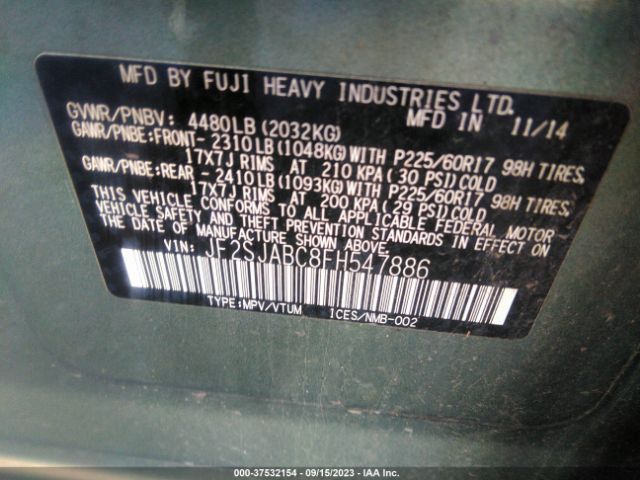 MFD BY FUJI HEAVY INDUSTRIES LTD.
MFD IN 11/14
GVWR/PNBV: 4480LB(2032KG)
GAWR/PNBE:FRONT- 2310LB(1048KG)WITH P225/60R17 98H TIRES,
17X7J RIMS AT 210 KPA(30 PSI)COLD
GAWR/PNBE:REAR - 2410LB(1093KG)WITH P225/60R17 98H TIRES,
17X7J RIMS AT 200 KPA(29 PSI)COLD
THIS VEHICLE CONFORMS TO ALL APPLICABLE FEDERAL MOTOR-
VEHICLE SAFETY AND THEFT PREVENTION STANDARDS IN EFFECT ON
THE DATE OF MANUFACTURE SHOWN ABOVE.
VIN: JF2SJABC8FH547886
TYPE:MPV/VTUM ICES/NMB-002
000-37532154 - 09/15/2023 - IAA Inc.